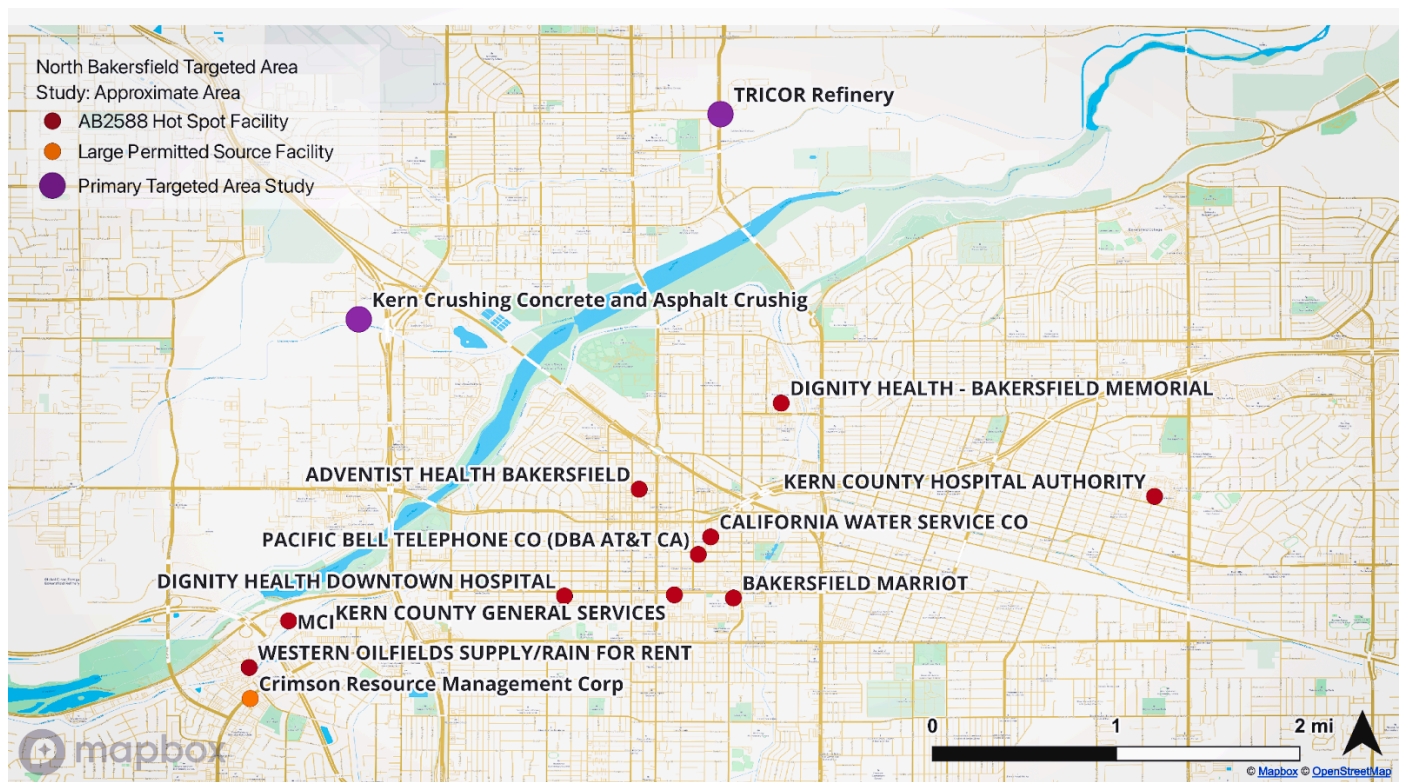 North Bakersfield Targeted Area
Study: Approximate Area
AB2588 Hot Spot Facility
Large Permitted Source Facility
Primary Targeted Area Study
TRICOR Refinery
Kern Crushing Concrete and Asphalt Crushig
DIGNITY HEALTH - BAKERSFIELD MEMORIAL
ADVENTIST HEALTH BAKERSFIELD
KERN COUNTY HOSPITAL AUTHORITY
CALIFORNIA WATER SERVICE CO
PACIFIC BELL TELEPHONE CO (DBA AT&T CA)
DIGNITY HEALTH DOWNTOWN HOSPITAL
BAKERSFIELD MARRIOT
KERN COUNTY GENERAL SERVICES
MCI
WESTERN OILFIELDS SUPPLY/RAIN FOR RENT
Crimson Resource Management Corp
0 1 2 mi
mapbox
© Mapbox © OpenStreetMap